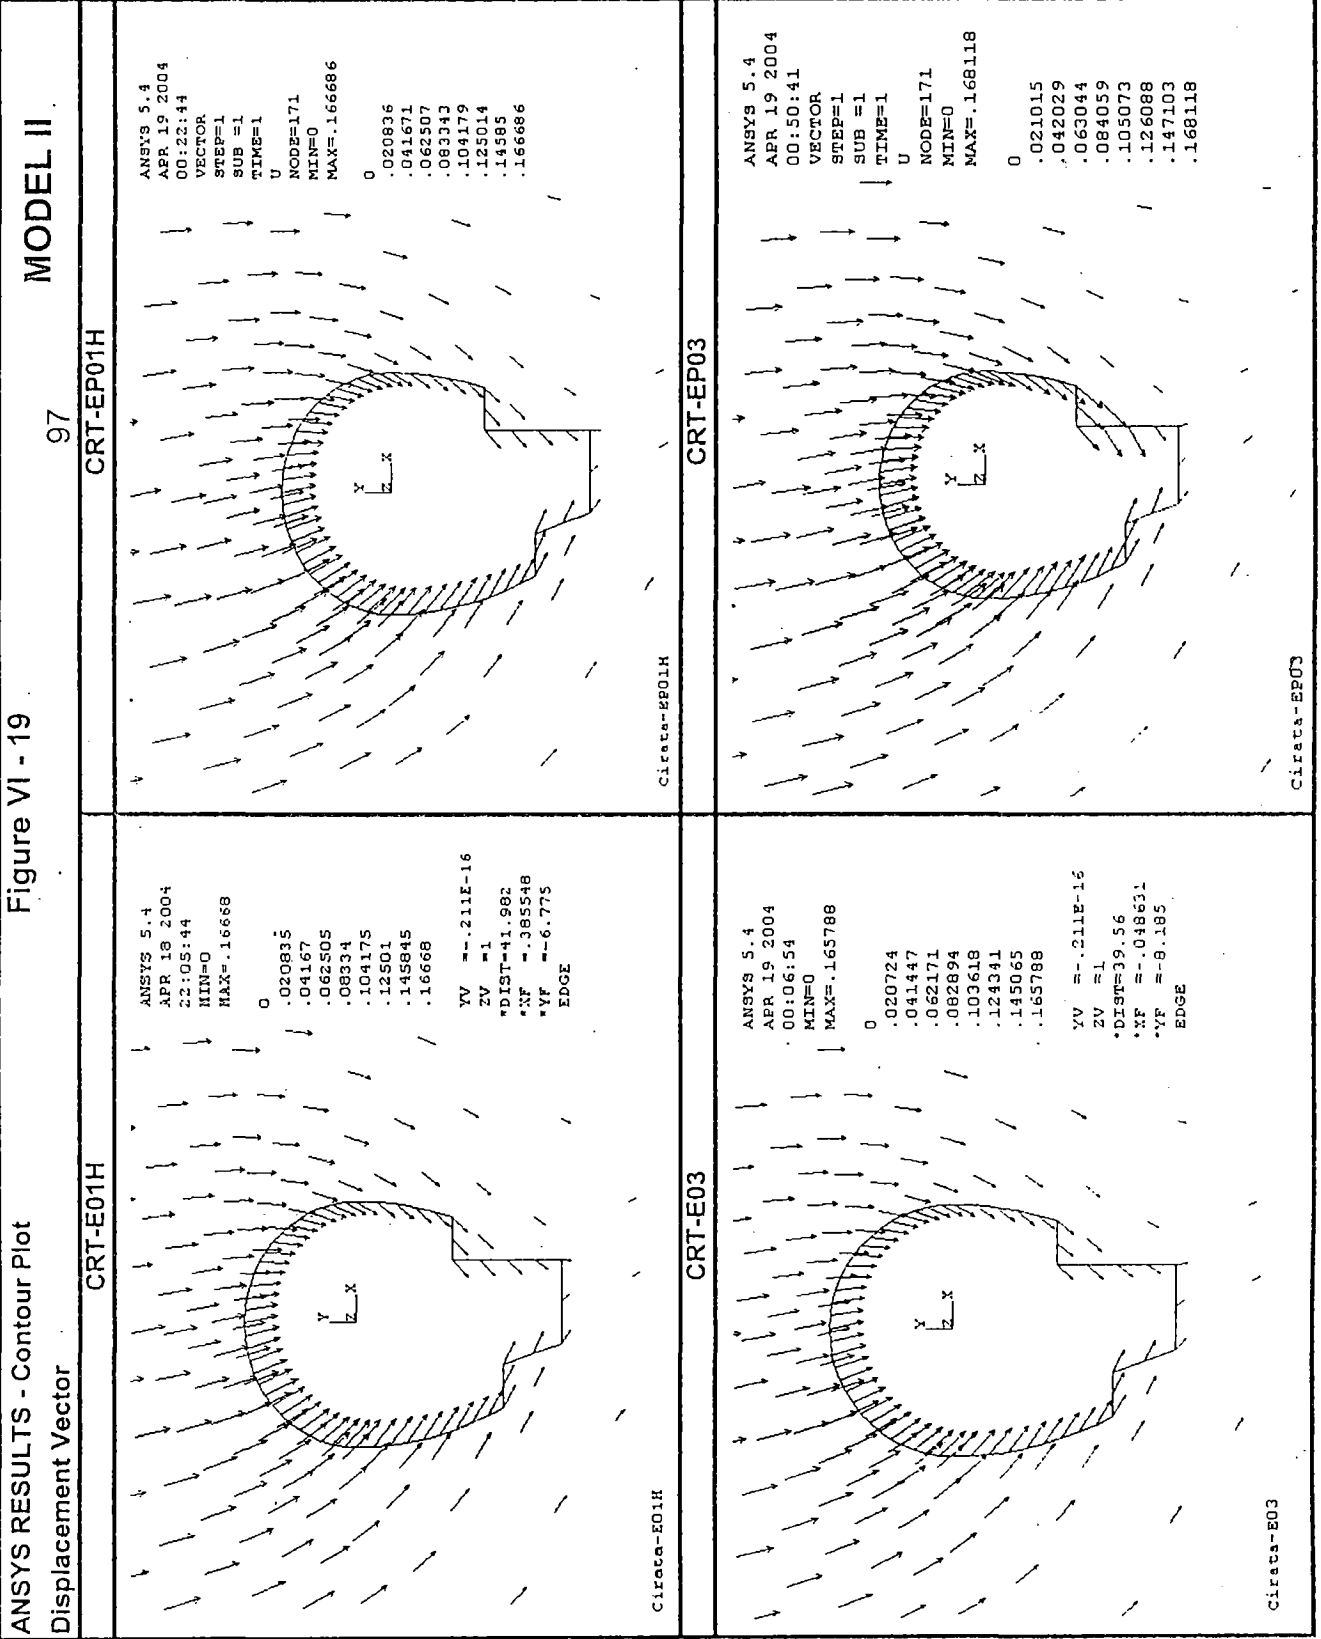 ANSYS RESULTS - Contour Plot
Figure VI - 19
97
MODEL II
Displacement Vector
CRT-E01H
ANSYS 5.4
APR 18 2004
22:05:44
MIN=0
MAX=.16668
0
.020835
.04167
.062505
.08334
.104175
.12501
.145845
.16668
YV =-.211E-16
ZV =1
*DIST=41.982
*XF =.385548
*YF =-6.775
EDGE
Y
Z X
Cirata-E01H
CRT-EP01H
ANSYS 5.4
APR 19 2004
00:22:44
VECTOR
STEP=1
SUB =1
TIME=1
U
NODE=171
MIN=0
MAX=.166686
0
.020836
.041671
.062507
.083343
.104179
.125014
.14585
.166686
Y
Z X
Cirata-EP01H
CRT-E03
ANSYS 5.4
APR 19 2004
00:06:54
MIN=0
MAX=.165788
0
.020724
.041447
.062171
.082894
.103618
.124341
.145065
.165788
YV =-.211E-16
ZV =1
*DIST=39.56
*XF =-.048631
*YF =-8.185
EDGE
Y
Z X
Cirata-E03
CRT-EP03
ANSYS 5.4
APR 19 2004
00:50:41
VECTOR
STEP=1
SUB =1
TIME=1
U
NODE=171
MIN=0
MAX=.168118
0
.021015
.042029
.063044
.084059
.105073
.126088
.147103
.168118
Y
Z X
Cirata-EP03